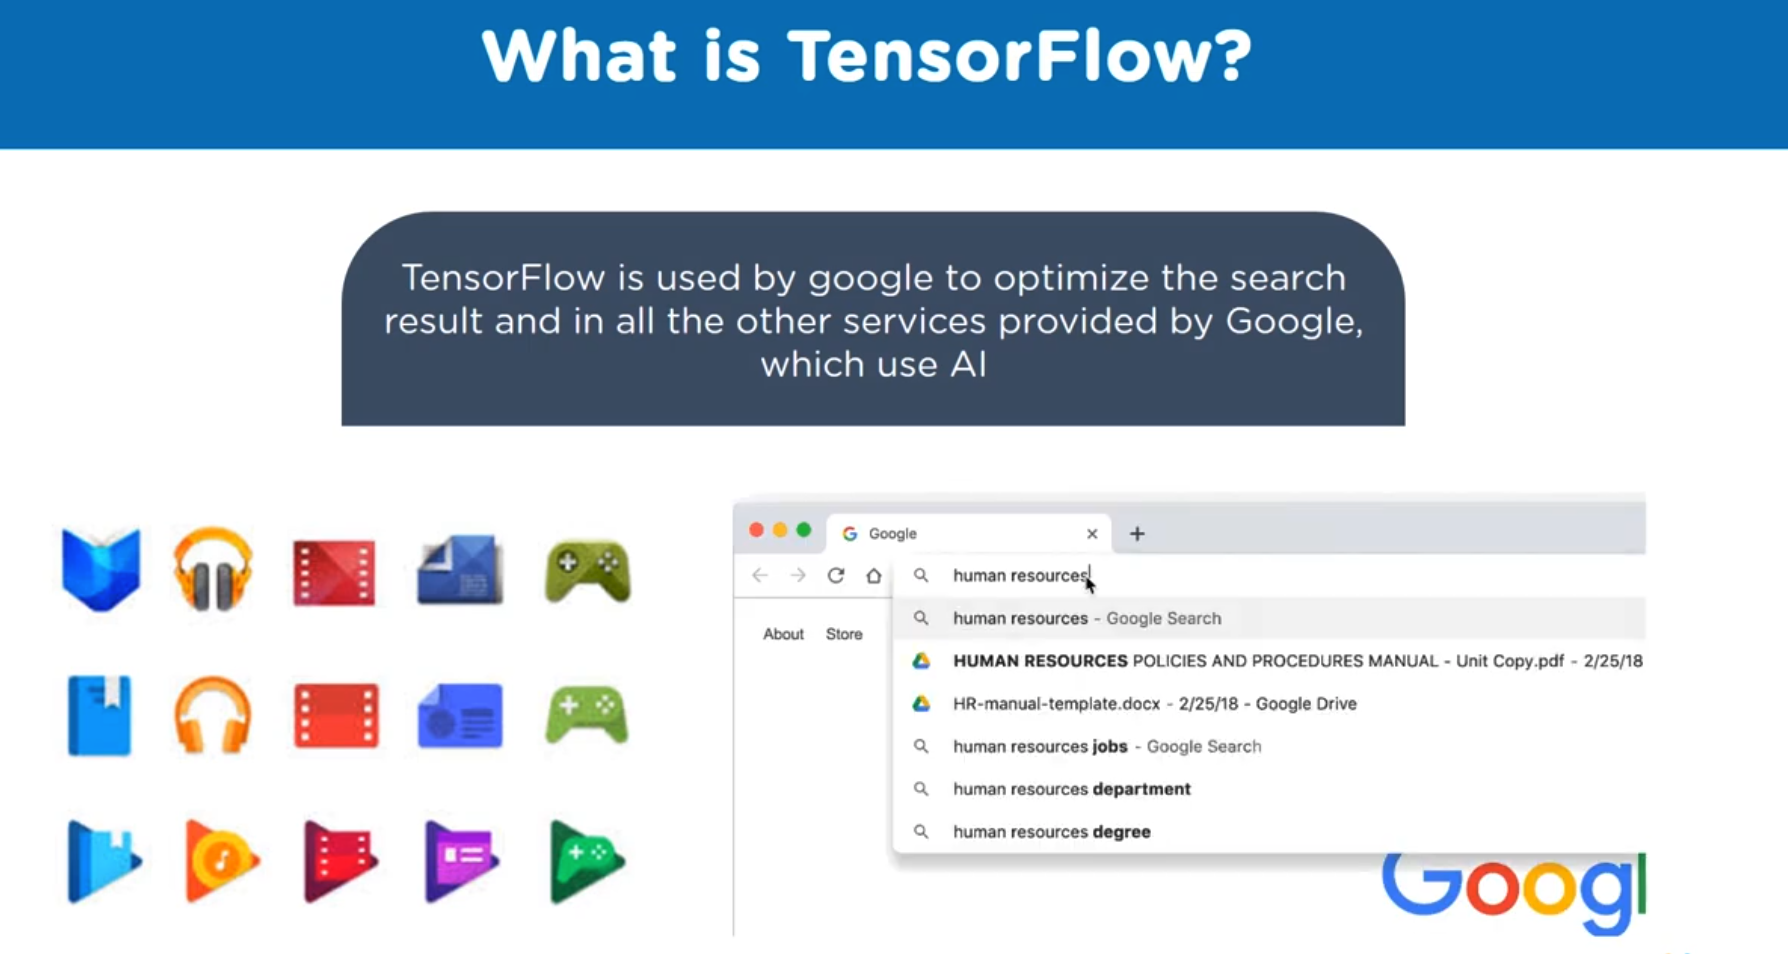 What is TensorFlow?
TensorFlow is used by google to optimize the search
result and in all the other services provided by Google,
which use AI
Google
human resources
human resources - Google Search
About Store
HUMAN RESOURCES POLICIES AND PROCEDURES MANUAL - Unit Copy.pdf - 2/25/18
HR-manual-template.docx - 2/25/18 - Google Drive
human resources jobs - Google Search
human resources department
human resources degree
Googl